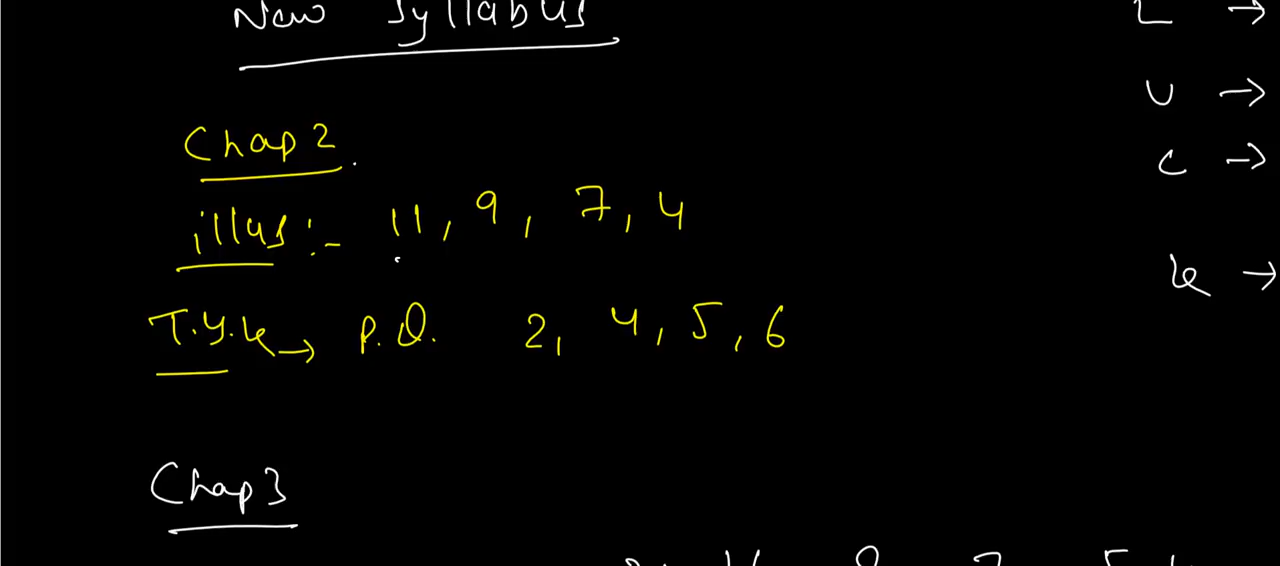 New Syllabus
Chap 2
illus :- 11, 9, 7, 4
T.Y.K → P.Q. 2, 4, 5, 6
Chap 3
L →
U →
C →
K →